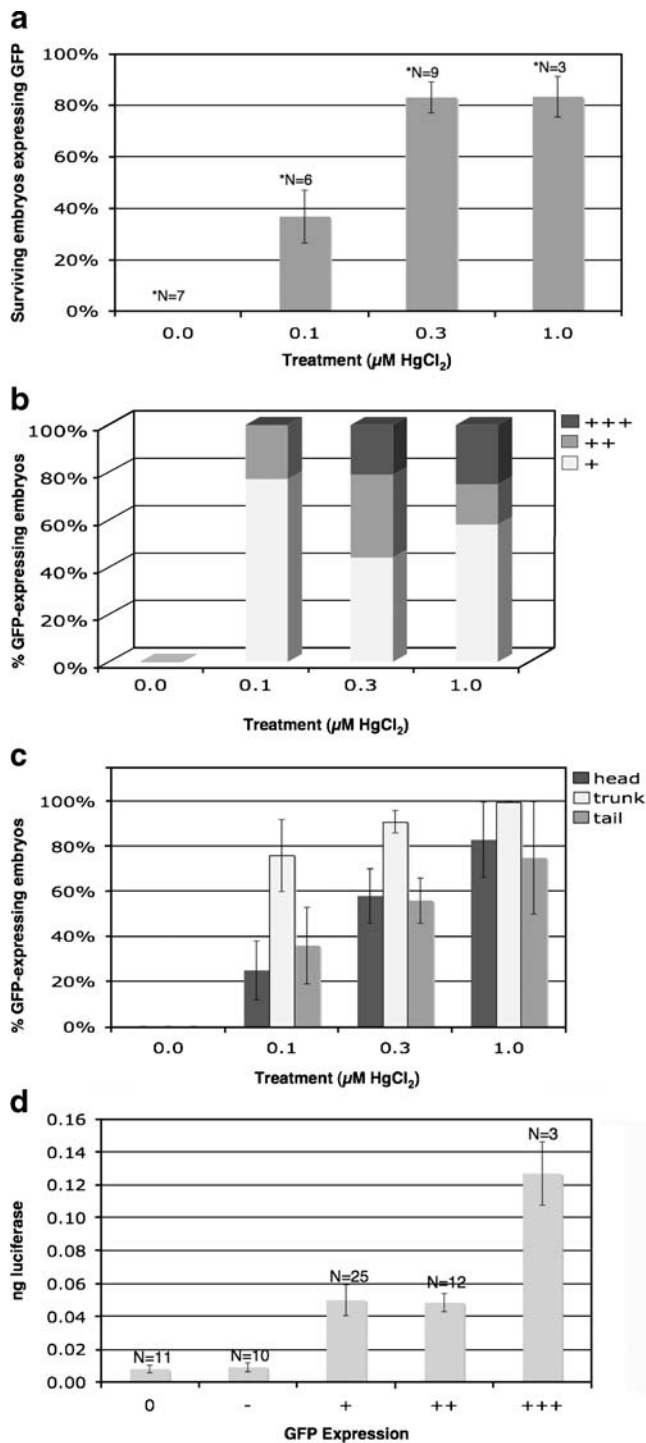 a
Surviving embryos expressing GFP
100%
80%
60%
40%
20%
0%
*N=7
*N=6
*N=9
*N=3
0.0 0.1 0.3 1.0
Treatment (µM HgCl₂)
b
% GFP-expressing embryos
100%
80%
60%
40%
20%
0%
+++
++
+
0.0 0.1 0.3 1.0
Treatment (µM HgCl₂)
c
% GFP-expressing embryos
100%
80%
60%
40%
20%
0%
head
trunk
tail
0.0 0.1 0.3 1.0
Treatment (µM HgCl₂)
d
ng luciferase
0.16
0.14
0.12
0.10
0.08
0.06
0.04
0.02
0.00
N=11
N=10
N=25
N=12
N=3
0 - + ++ +++
GFP Expression